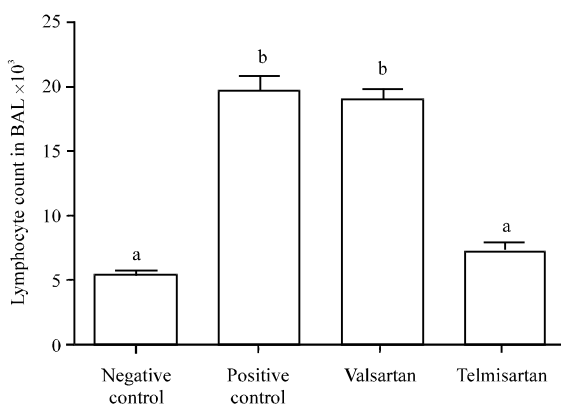 Lymphocyte count in BAL ×10³
25
20
15
10
5
0
a
b
b
a
Negative
control
Positive
control
Valsartan
Telmisartan